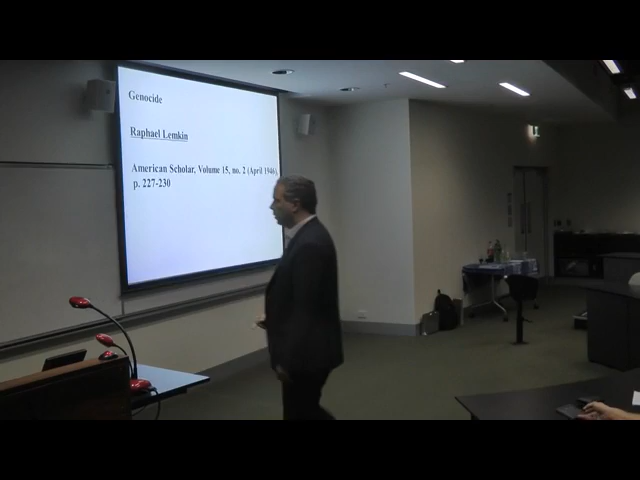 Genocide
Raphael Lemkin
American Scholar, Volume 15, no. 2 (April 1946),
p. 227-230